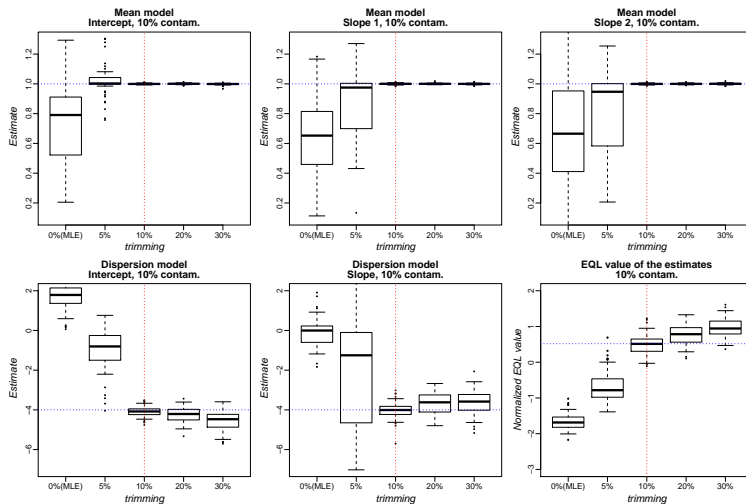 Mean model
Intercept, 10% contam.
Estimate
0.2 0.4 0.6 0.8 1.0 1.2
0%(MLE) 5% 10% 20% 30%
trimming
Mean model
Slope 1, 10% contam.
Estimate
0.2 0.4 0.6 0.8 1.0 1.2
0%(MLE) 5% 10% 20% 30%
trimming
Mean model
Slope 2, 10% contam.
Estimate
0.2 0.4 0.6 0.8 1.0 1.2
0%(MLE) 5% 10% 20% 30%
trimming
Dispersion model
Intercept, 10% contam.
Estimate
−6 −4 −2 0 2
0%(MLE) 5% 10% 20% 30%
trimming
Dispersion model
Slope, 10% contam.
Estimate
−6 −4 −2 0 2
0%(MLE) 5% 10% 20% 30%
trimming
EQL value of the estimates
10% contam.
Normalized EQL value
−3 −2 −1 0 1 2
0%(MLE) 5% 10% 20% 30%
trimming